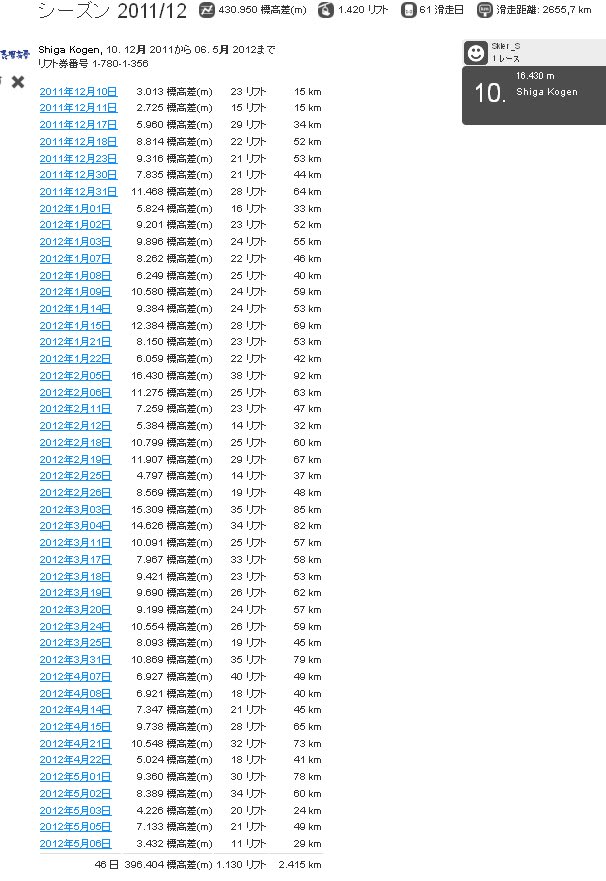 シーズン 2011/12 430.950 標高差(m) 1.420 リフト 61 滑走日 滑走距離: 2655,7 km
Shiga Kogen, 10. 12月 2011から 06. 5月 2012まで
リフト券番号 1-780-1-356
Skier_S
1 レース
16.430 m
10. Shiga Kogen
2011年12月10日 3.013 標高差(m) 23 リフト 15 km
2011年12月11日 2.725 標高差(m) 15 リフト 15 km
2011年12月17日 5.960 標高差(m) 29 リフト 34 km
2011年12月18日 8.814 標高差(m) 22 リフト 52 km
2011年12月23日 9.316 標高差(m) 21 リフト 53 km
2011年12月30日 7.835 標高差(m) 21 リフト 44 km
2011年12月31日 11.468 標高差(m) 28 リフト 64 km
2012年1月01日 5.824 標高差(m) 16 リフト 33 km
2012年1月02日 9.201 標高差(m) 23 リフト 52 km
2012年1月03日 9.896 標高差(m) 24 リフト 55 km
2012年1月07日 8.262 標高差(m) 22 リフト 46 km
2012年1月08日 6.249 標高差(m) 25 リフト 40 km
2012年1月09日 10.580 標高差(m) 24 リフト 59 km
2012年1月14日 9.384 標高差(m) 24 リフト 53 km
2012年1月15日 12.384 標高差(m) 28 リフト 69 km
2012年1月21日 8.150 標高差(m) 23 リフト 53 km
2012年1月22日 6.059 標高差(m) 22 リフト 42 km
2012年2月05日 16.430 標高差(m) 38 リフト 92 km
2012年2月06日 11.275 標高差(m) 25 リフト 63 km
2012年2月11日 7.259 標高差(m) 23 リフト 47 km
2012年2月12日 5.384 標高差(m) 14 リフト 32 km
2012年2月18日 10.799 標高差(m) 25 リフト 60 km
2012年2月19日 11.907 標高差(m) 29 リフト 67 km
2012年2月25日 4.797 標高差(m) 14 リフト 37 km
2012年2月26日 8.569 標高差(m) 19 リフト 48 km
2012年3月03日 15.309 標高差(m) 35 リフト 85 km
2012年3月04日 14.626 標高差(m) 34 リフト 82 km
2012年3月11日 10.091 標高差(m) 25 リフト 57 km
2012年3月17日 7.967 標高差(m) 33 リフト 58 km
2012年3月18日 9.421 標高差(m) 23 リフト 53 km
2012年3月19日 9.690 標高差(m) 26 リフト 62 km
2012年3月20日 9.199 標高差(m) 24 リフト 57 km
2012年3月24日 10.554 標高差(m) 26 リフト 59 km
2012年3月25日 8.093 標高差(m) 19 リフト 45 km
2012年3月31日 10.869 標高差(m) 35 リフト 79 km
2012年4月07日 6.927 標高差(m) 40 リフト 49 km
2012年4月08日 6.921 標高差(m) 18 リフト 40 km
2012年4月14日 7.347 標高差(m) 21 リフト 45 km
2012年4月15日 9.738 標高差(m) 28 リフト 65 km
2012年4月21日 10.548 標高差(m) 32 リフト 73 km
2012年4月22日 5.024 標高差(m) 18 リフト 41 km
2012年5月01日 9.360 標高差(m) 30 リフト 78 km
2012年5月02日 8.389 標高差(m) 34 リフト 60 km
2012年5月03日 4.226 標高差(m) 20 リフト 24 km
2012年5月05日 7.133 標高差(m) 21 リフト 49 km
2012年5月06日 3.432 標高差(m) 11 リフト 29 km
46 日 396.404 標高差(m) 1.130 リフト 2.415 km